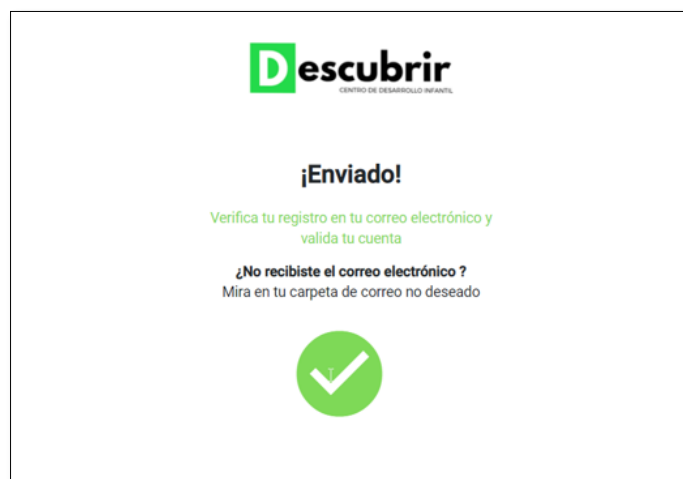 Descubrir
CENTRO DE DESARROLLO INFANTIL
¡Enviado!
Verifica tu registro en tu correo electrónico y
valida tu cuenta
¿No recibiste el correo electrónico ?
Mira en tu carpeta de correo no deseado